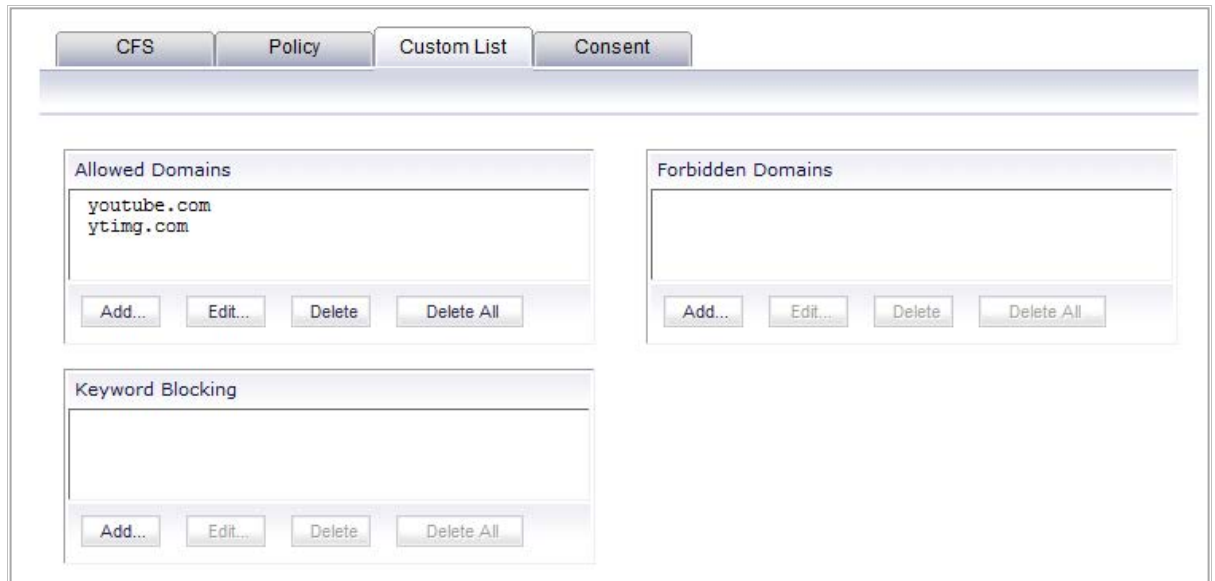 CFS Policy Custom List Consent
Allowed Domains
youtube.com
ytimg.com
Add... Edit... Delete Delete All
Forbidden Domains
Add... Edit... Delete Delete All
Keyword Blocking
Add... Edit... Delete Delete All